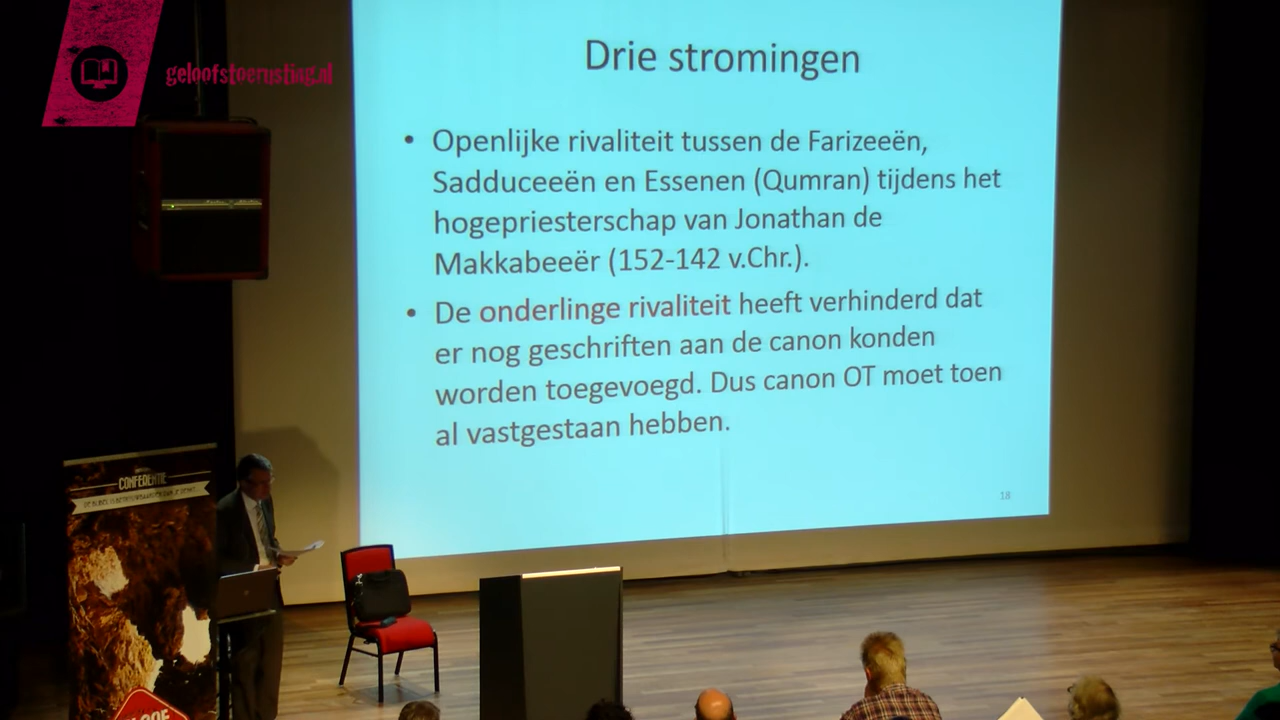 geloofstoerusting.nl
Drie stromingen
• Openlijke rivaliteit tussen de Farizeeën,
Sadduceeën en Essenen (Qumran) tijdens het
hogepriesterschap van Jonathan de
Makkabeeër (152-142 v.Chr.).
• De onderlinge rivaliteit heeft verhinderd dat
er nog geschriften aan de canon konden
worden toegevoegd. Dus canon OT moet toen
al vastgestaan hebben.
18
CONFERENTIE